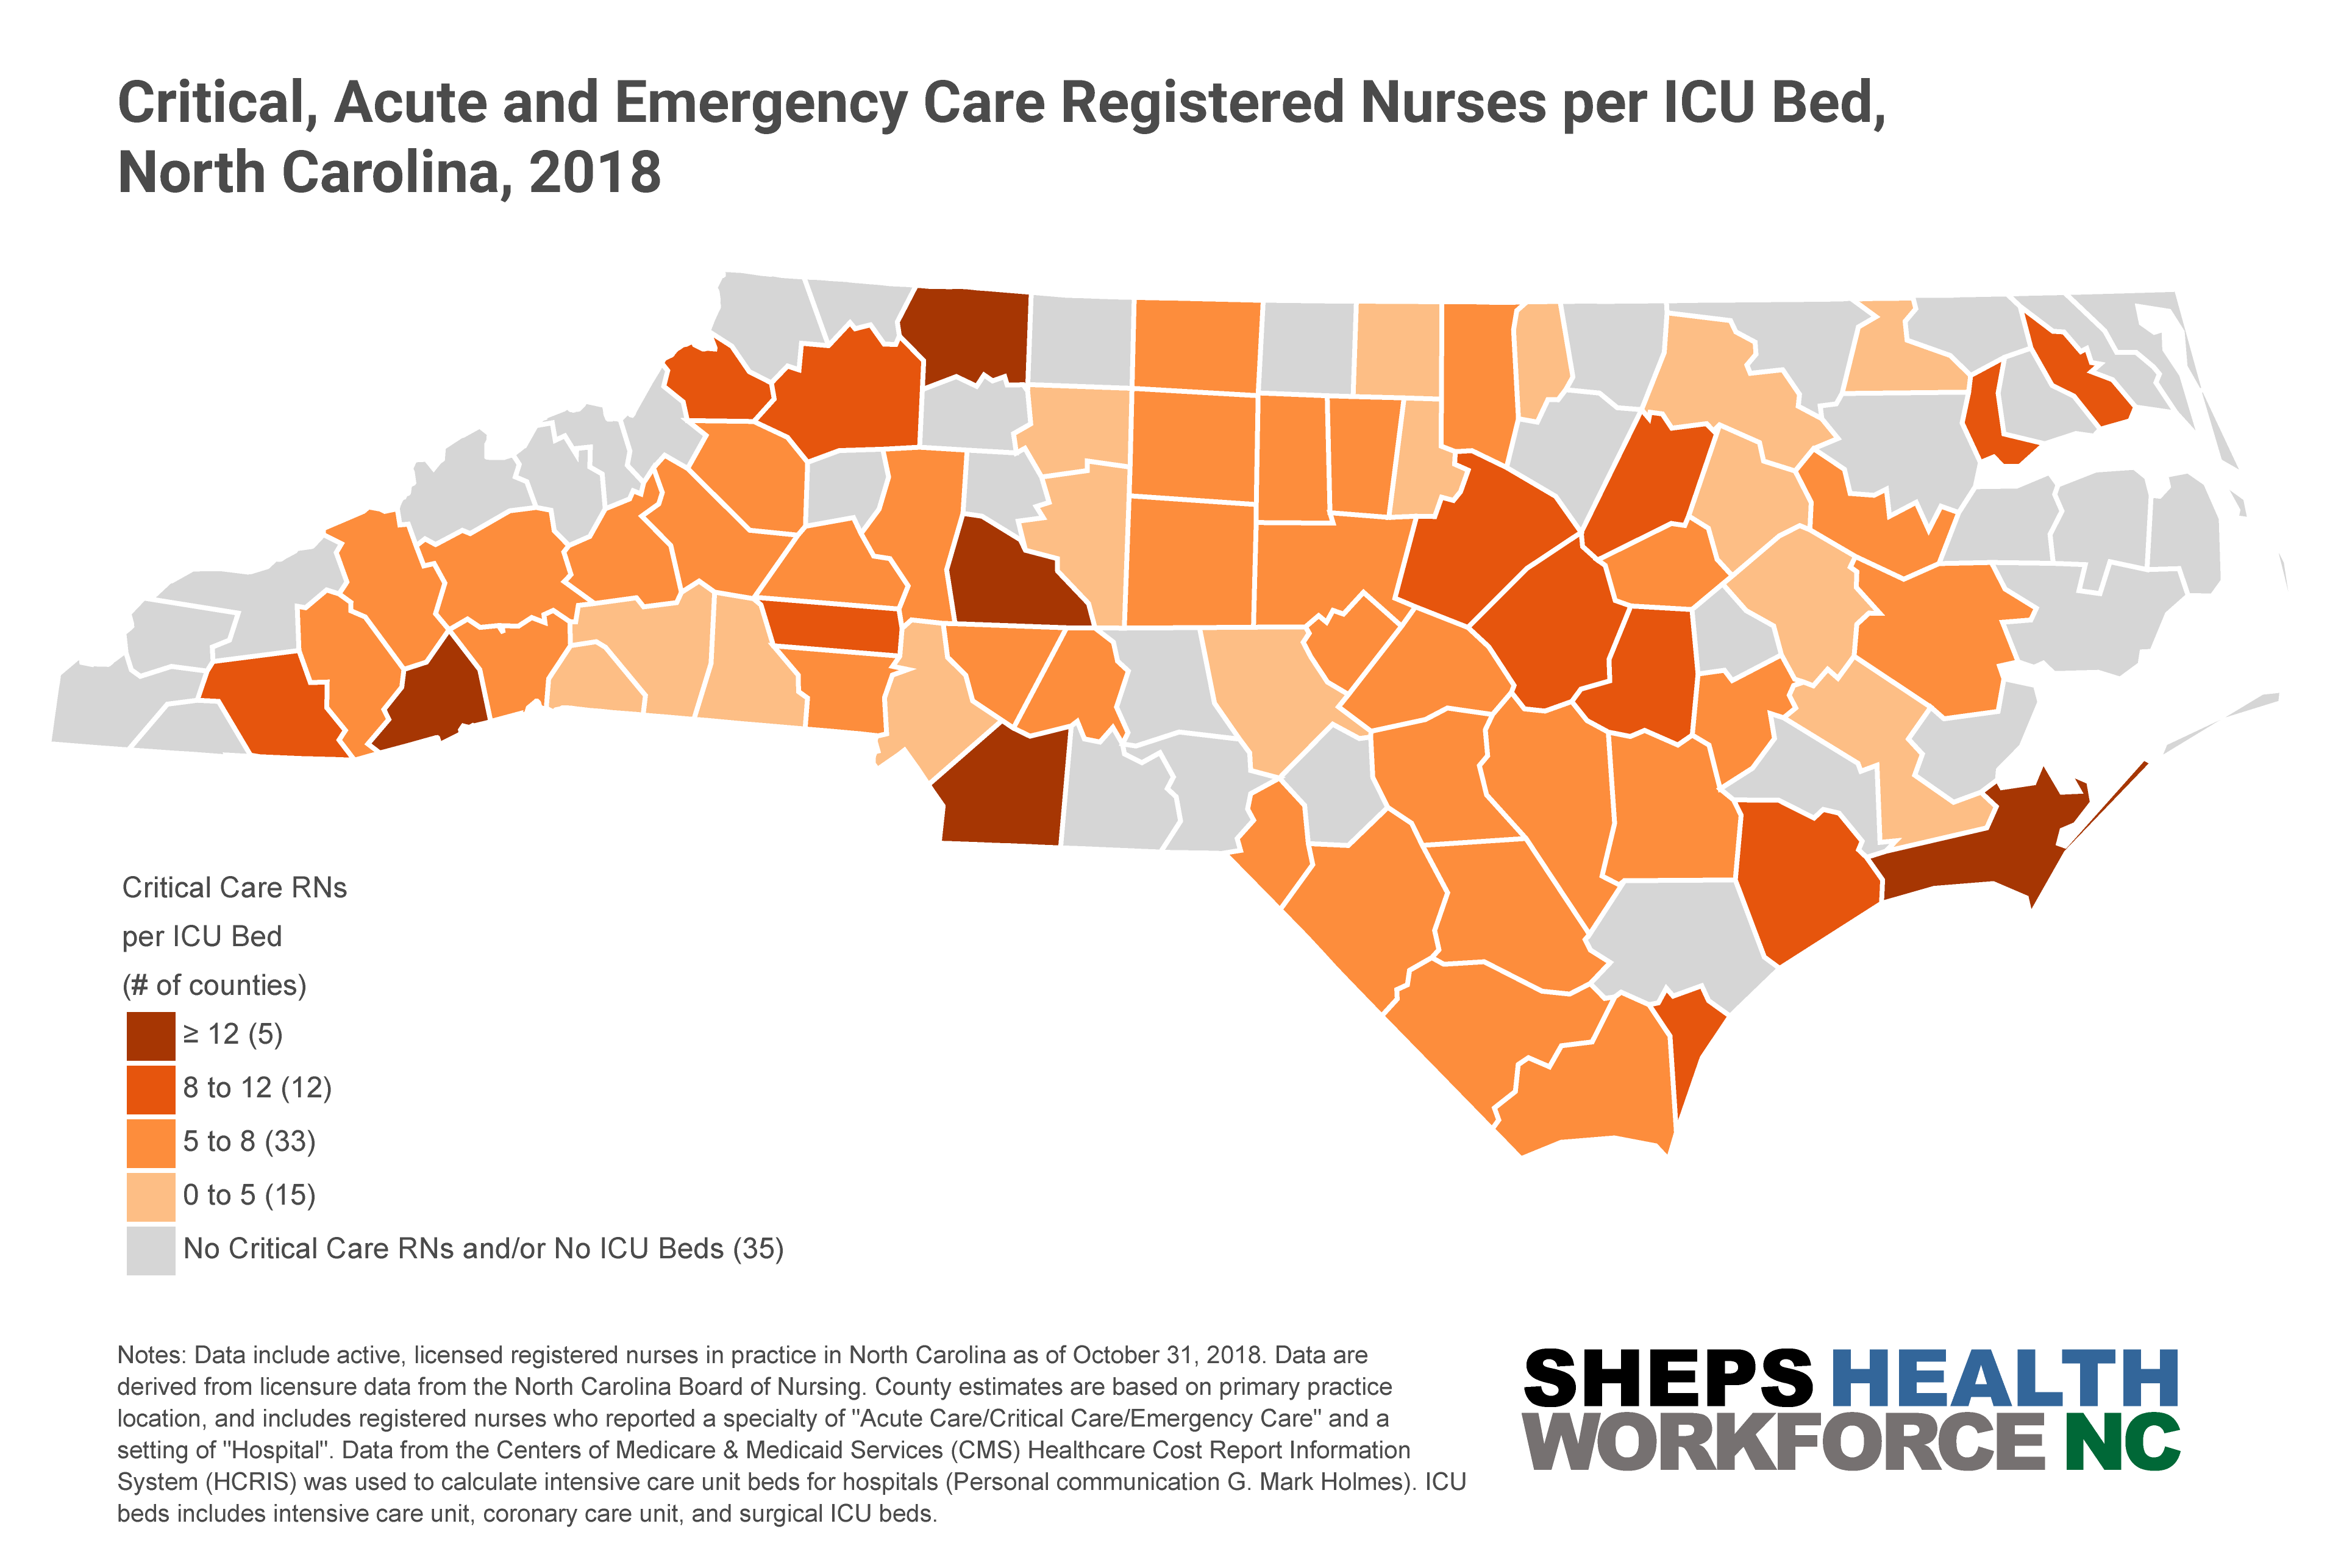 Critical, Acute and Emergency Care Registered Nurses per ICU Bed,
North Carolina, 2018
Critical Care RNs
per ICU Bed
(# of counties)
≥ 12 (5)
8 to 12 (12)
5 to 8 (33)
0 to 5 (15)
No Critical Care RNs and/or No ICU Beds (35)
Notes: Data include active, licensed registered nurses in practice in North Carolina as of October 31, 2018. Data are
derived from licensure data from the North Carolina Board of Nursing. County estimates are based on primary practice
location, and includes registered nurses who reported a specialty of "Acute Care/Critical Care/Emergency Care" and a
setting of "Hospital". Data from the Centers of Medicare & Medicaid Services (CMS) Healthcare Cost Report Information
System (HCRIS) was used to calculate intensive care unit beds for hospitals (Personal communication G. Mark Holmes). ICU
beds includes intensive care unit, coronary care unit, and surgical ICU beds.
SHEPS HEALTH
WORKFORCE NC